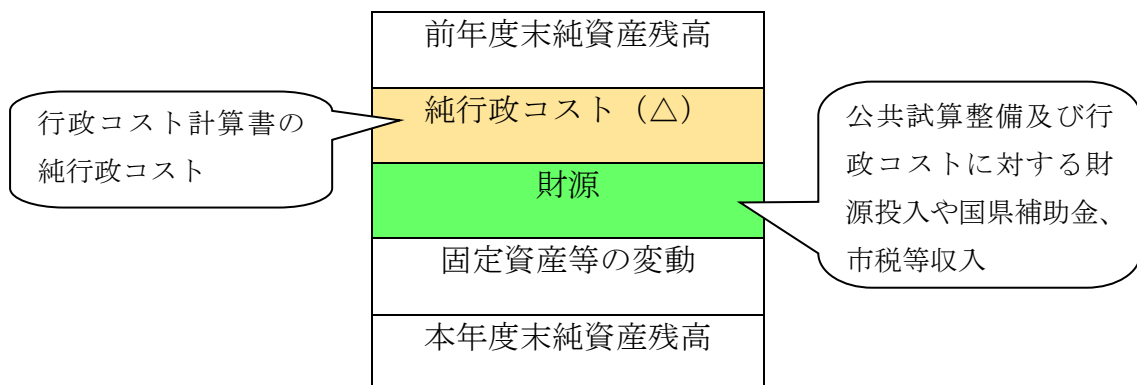 前年度末純資産残高
行政コスト計算書の
純行政コスト
純行政コスト（△）
財源
公共試算整備及び行
政コストに対する財
源投入や国県補助金、
市税等収入
固定資産等の変動
本年度末純資産残高